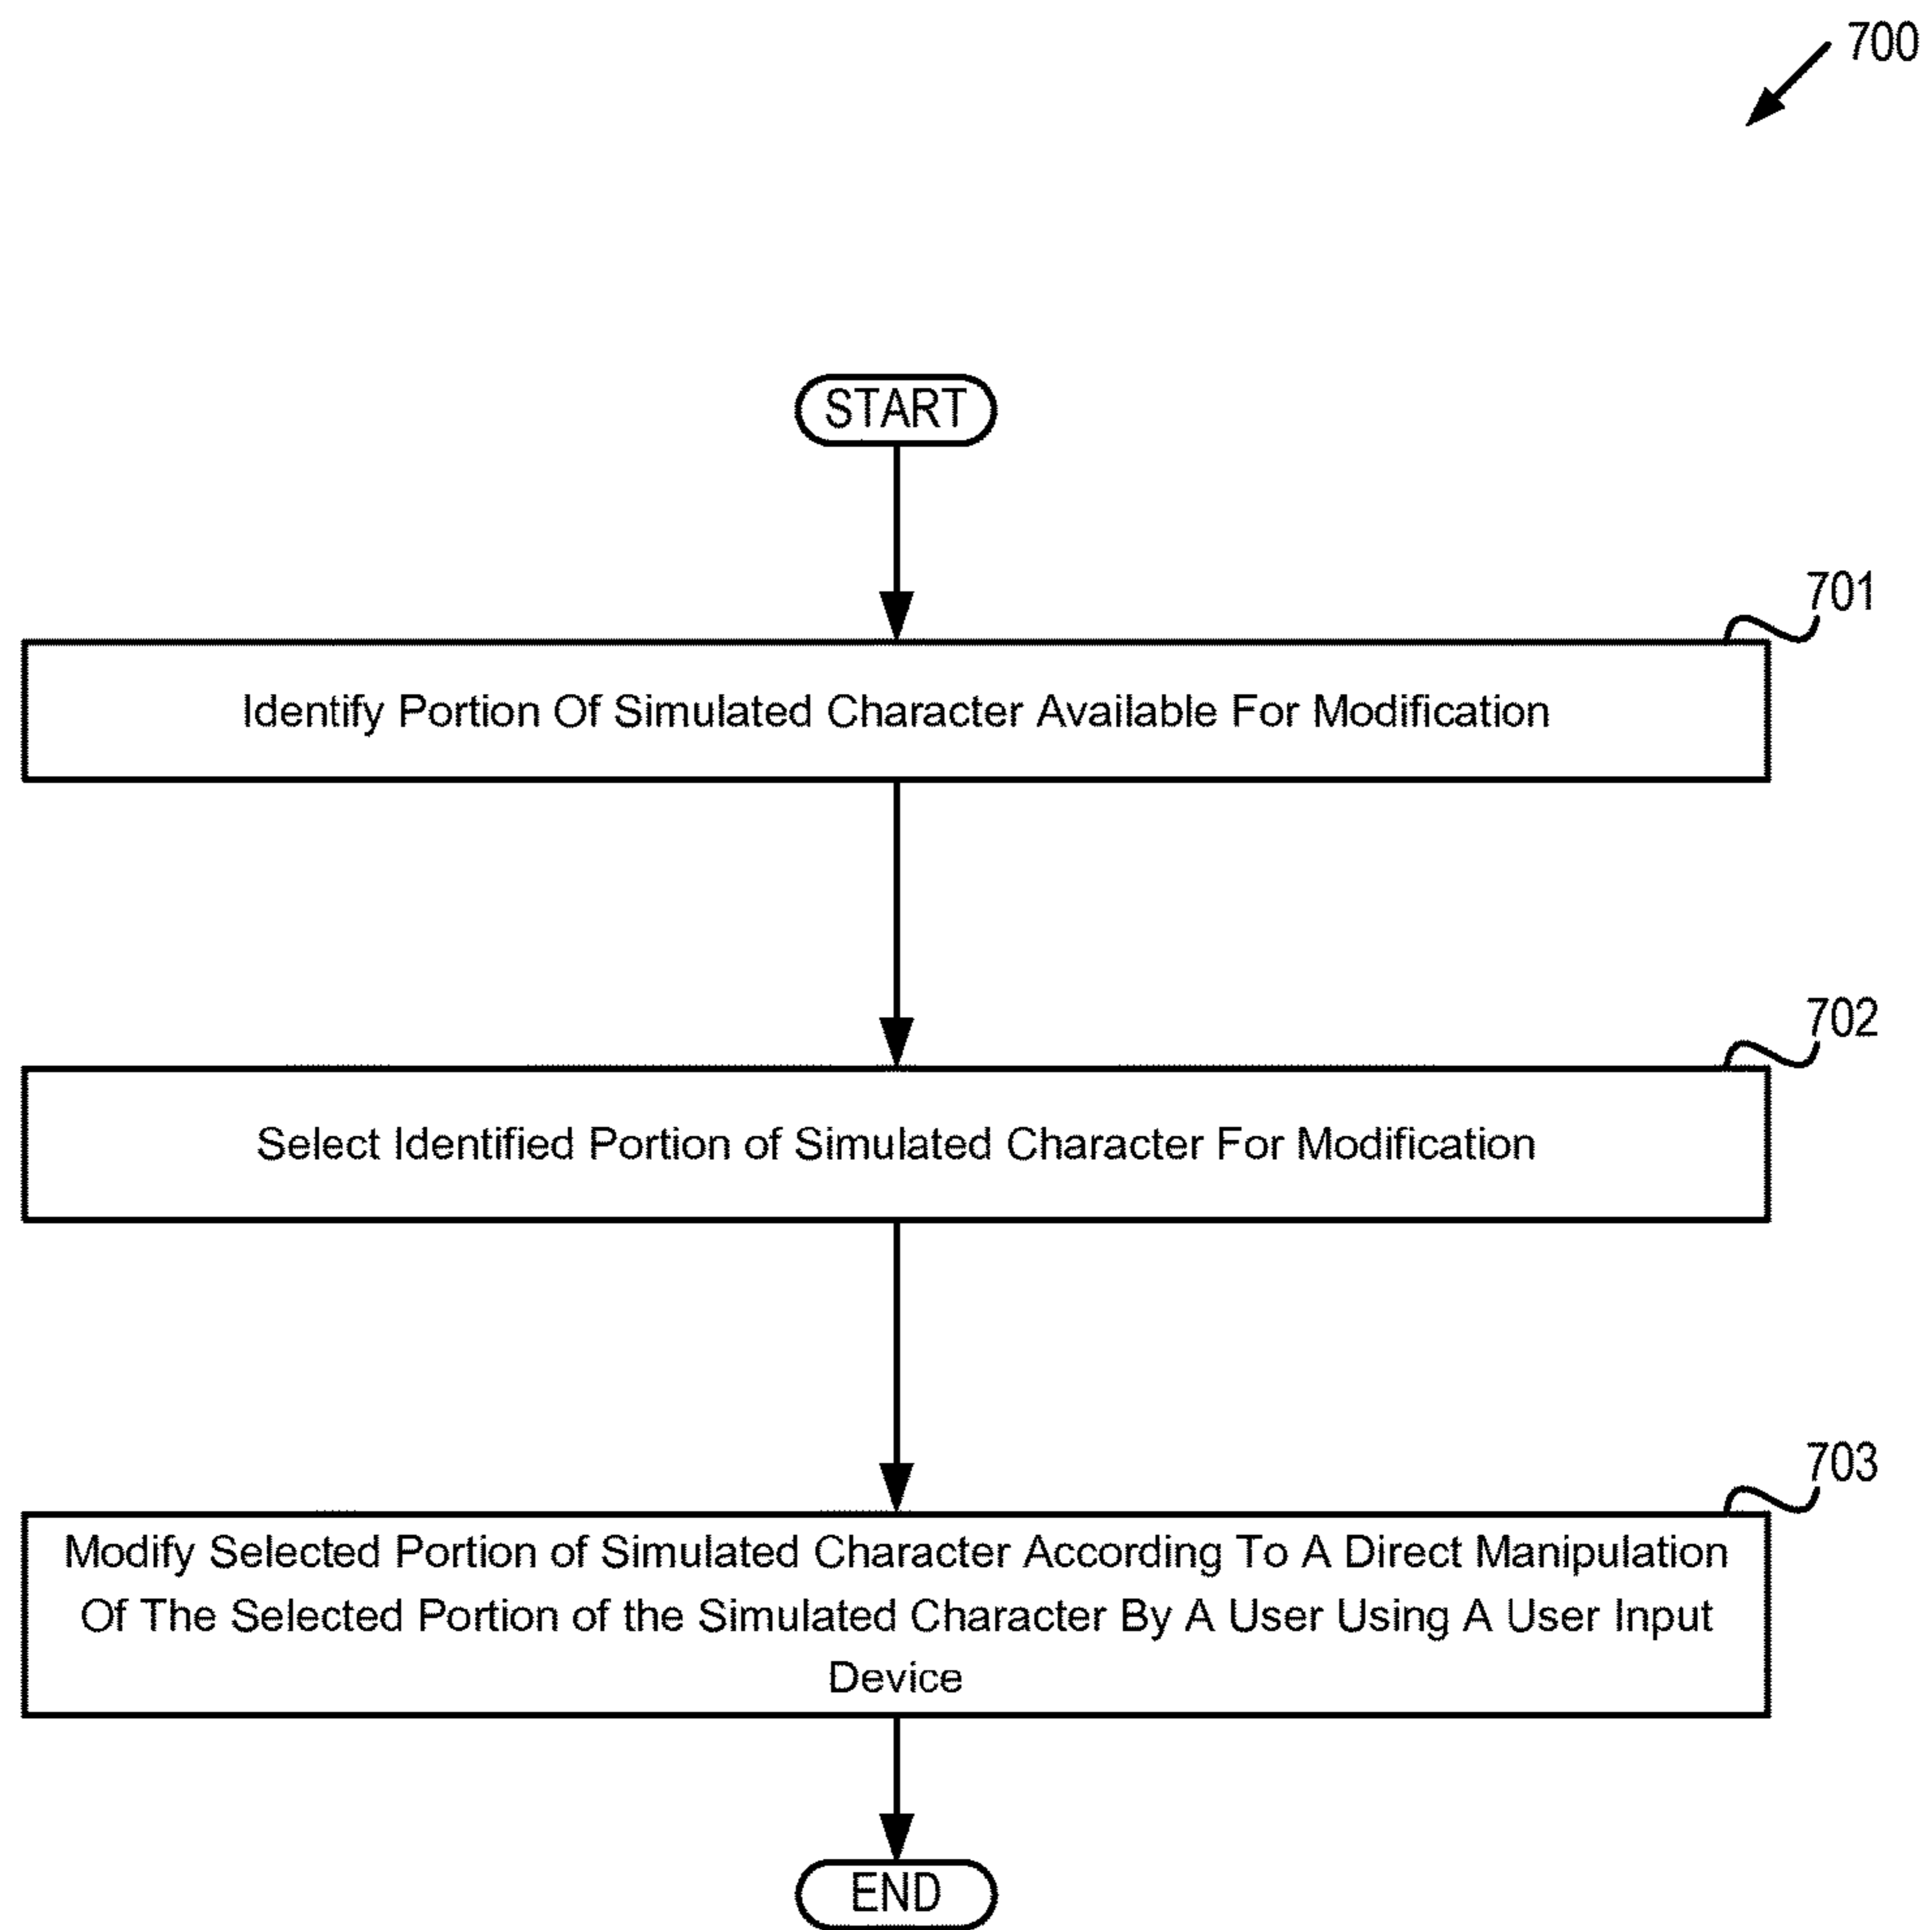 700
START
701
Identify Portion Of Simulated Character Available For Modification
702
Select Identified Portion of Simulated Character For Modification
703
Modify Selected Portion of Simulated Character According To A Direct Manipulation
Of The Selected Portion of the Simulated Character By A User Using A User Input
Device
END